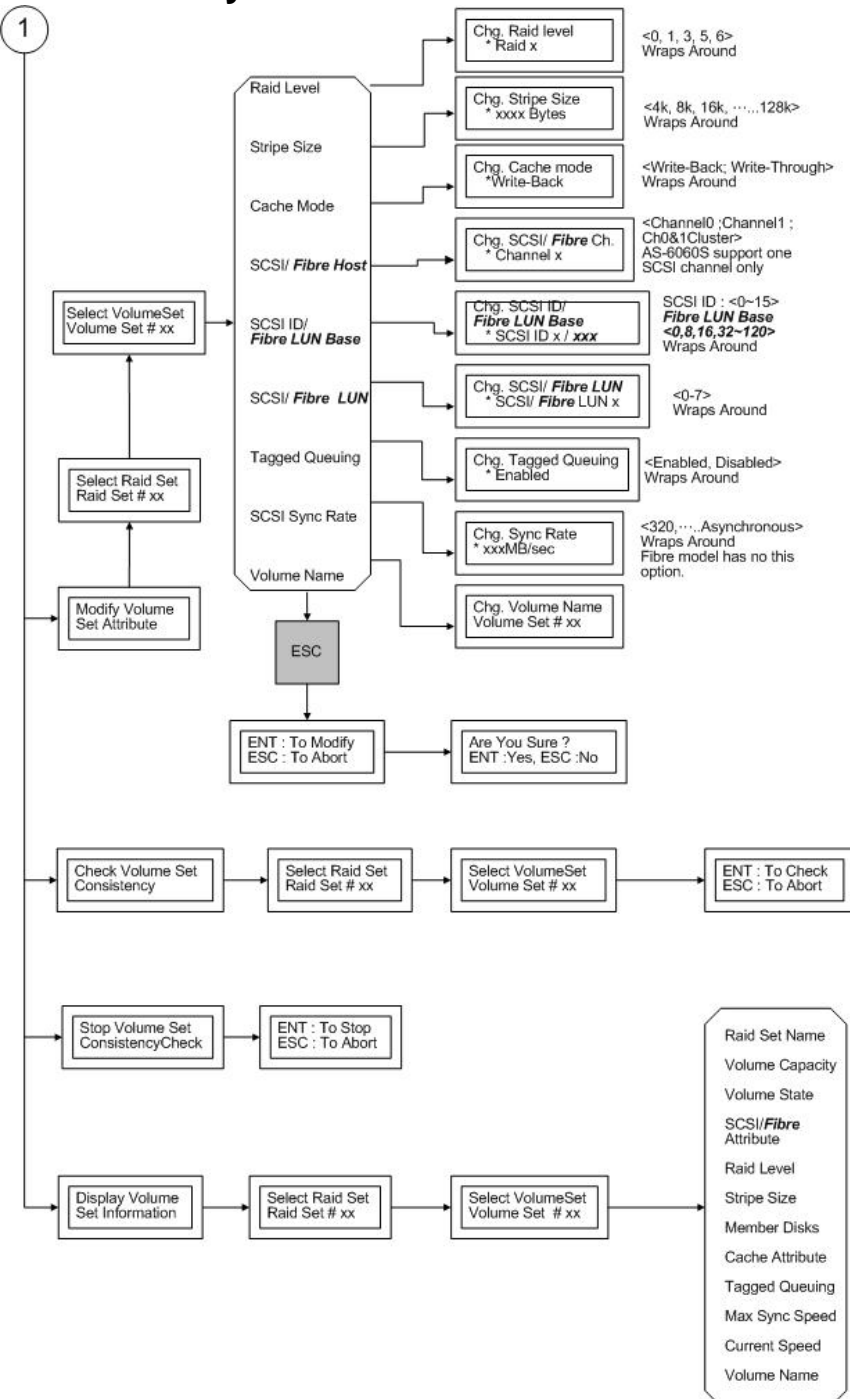 1
Chg. Raid level
* Raid x
<0, 1, 3, 5, 6>
Wraps Around
Raid Level
Chg. Stripe Size
* xxxx Bytes
<4k, 8k, 16k, …...128k>
Wraps Around
Stripe Size
Chg. Cache mode
*Write-Back
<Write-Back; Write-Through>
Wraps Around
Cache Mode
Chg. SCSI/ Fibre Ch.
* Channel x
<Channel0 ;Channel1 ;
Ch0&1Cluster>
AS-6060S support one
SCSI channel only
SCSI/ Fibre Host
Select VolumeSet
Volume Set # xx
SCSI ID/
Fibre LUN Base
Chg. SCSI ID/
Fibre LUN Base
* SCSI ID x / xxx
SCSI ID : <0~15>
Fibre LUN Base
<0,8,16,32~120>
Wraps Around
SCSI/ Fibre LUN
Chg. SCSI/ Fibre LUN
* SCSI/ Fibre LUN x
<0-7>
Wraps Around
Select Raid Set
Raid Set # xx
Tagged Queuing
Chg. Tagged Queuing
* Enabled
<Enabled, Disabled>
Wraps Around
SCSI Sync Rate
Chg. Sync Rate
* xxxMB/sec
<320,…..Asynchronous>
Wraps Around
Fibre model has no this
option.
Volume Name
Chg. Volume Name
Volume Set # xx
Modify Volume
Set Attribute
ESC
ENT : To Modify
ESC : To Abort
Are You Sure ?
ENT :Yes, ESC :No
Check Volume Set
Consistency
Select Raid Set
Raid Set # xx
Select VolumeSet
Volume Set # xx
ENT : To Check
ESC : To Abort
Stop Volume Set
ConsistencyCheck
ENT : To Stop
ESC : To Abort
Display Volume
Set Information
Select Raid Set
Raid Set # xx
Select VolumeSet
Volume Set # xx
Raid Set Name
Volume Capacity
Volume State
SCSI/Fibre
Attribute
Raid Level
Stripe Size
Member Disks
Cache Attribute
Tagged Queuing
Max Sync Speed
Current Speed
Volume Name